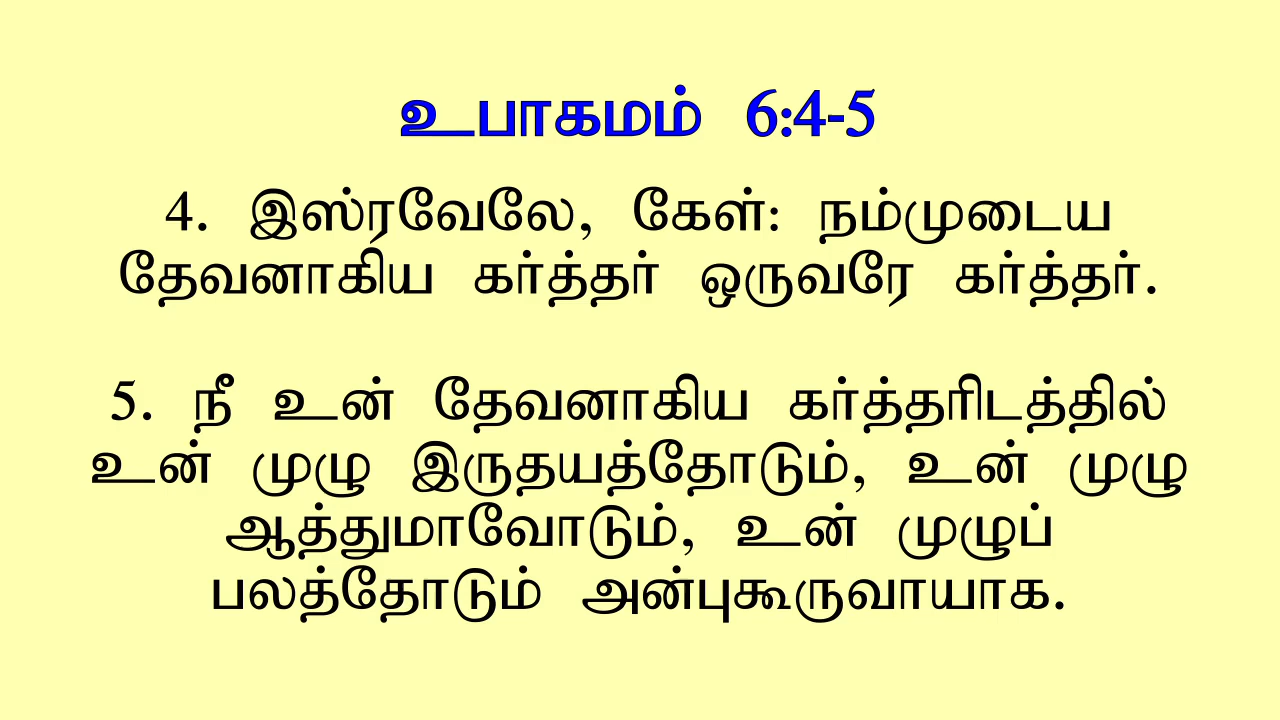 உபாகமம் 6:4-5
4. இஸ்ரவேலே, கேள்: நம்முடைய
தேவனாகிய கர்த்தர் ஒருவரே கர்த்தர்.
5. நீ உன் தேவனாகிய கர்த்தரிடத்தில்
உன் முழு இருதயத்தோடும், உன் முழு
ஆத்துமாவோடும், உன் முழுப்
பலத்தோடும் அன்புகூருவாயாக.